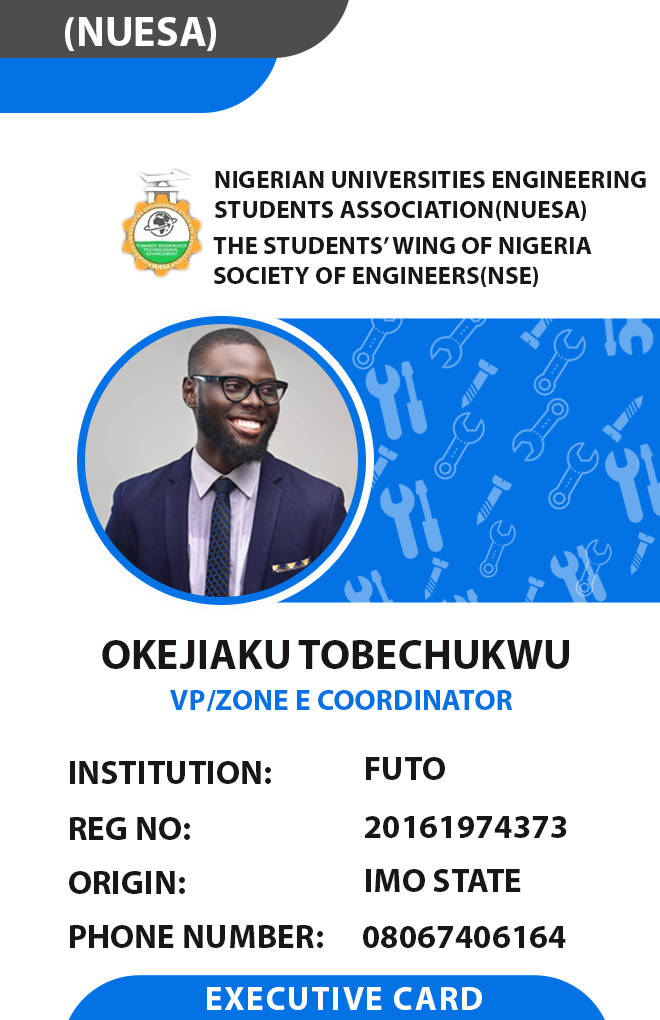 (NUESA)
NIGERIAN UNIVERSITIES ENGINEERING
STUDENTS ASSOCIATION(NUESA)
THE STUDENTS' WING OF NIGERIA
SOCIETY OF ENGINEERS(NSE)
TOWARDS INDIGENOUS
TECHNOLOGICAL
ADVANCEMENT
OKEJIAKU TOBECHUKWU
VP/ZONE E COORDINATOR
INSTITUTION: FUTO
REG NO: 20161974373
ORIGIN: IMO STATE
PHONE NUMBER: 08067406164
EXECUTIVE CARD